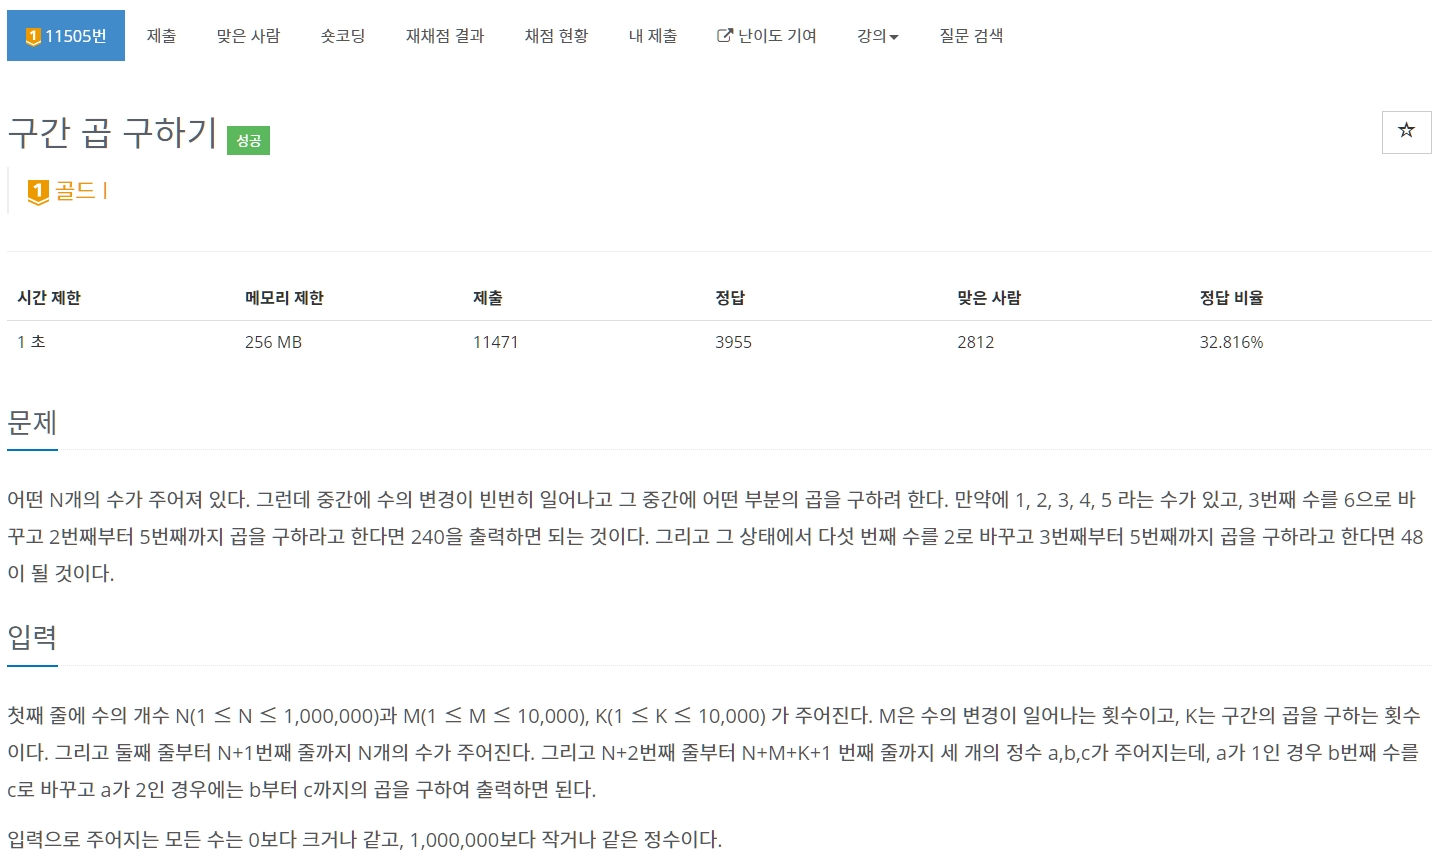 1 11505번 제출 맞은 사람 숏코딩 재채점 결과 채점 현황 내 제출 난이도 기여 강의 질문 검색
구간 곱 구하기 성공
1 골드 I
시간 제한 메모리 제한 제출 정답 맞은 사람 정답 비율
1 초 256 MB 11471 3955 2812 32.816%
문제
어떤 N개의 수가 주어져 있다. 그런데 중간에 수의 변경이 빈번히 일어나고 그 중간에 어떤 부분의 곱을 구하려 한다. 만약에 1, 2, 3, 4, 5 라는 수가 있고, 3번째 수를 6으로 바
꾸고 2번째부터 5번째까지 곱을 구하라고 한다면 240을 출력하면 되는 것이다. 그리고 그 상태에서 다섯 번째 수를 2로 바꾸고 3번째부터 5번째까지 곱을 구하라고 한다면 48
이 될 것이다.
입력
첫째 줄에 수의 개수 N(1 ≤ N ≤ 1,000,000)과 M(1 ≤ M ≤ 10,000), K(1 ≤ K ≤ 10,000) 가 주어진다. M은 수의 변경이 일어나는 횟수이고, K는 구간의 곱을 구하는 횟수
이다. 그리고 둘째 줄부터 N+1번째 줄까지 N개의 수가 주어진다. 그리고 N+2번째 줄부터 N+M+K+1 번째 줄까지 세 개의 정수 a,b,c가 주어지는데, a가 1인 경우 b번째 수를
c로 바꾸고 a가 2인 경우에는 b부터 c까지의 곱을 구하여 출력하면 된다.
입력으로 주어지는 모든 수는 0보다 크거나 같고, 1,000,000보다 작거나 같은 정수이다.